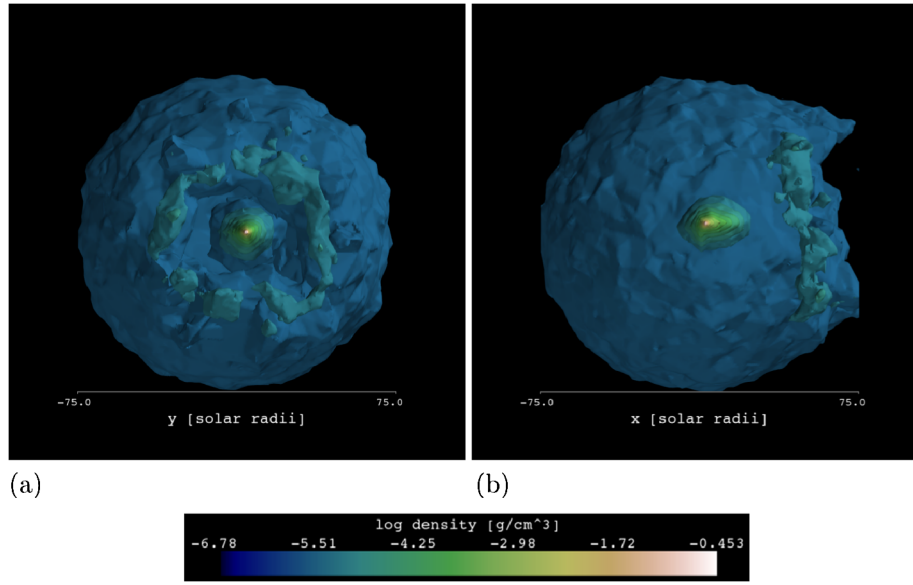 -75.0 75.0
y [solar radii]
-75.0 75.0
x [solar radii]
(a)
(b)
log density [g/cm^3]
-6.78 -5.51 -4.25 -2.98 -1.72 -0.453